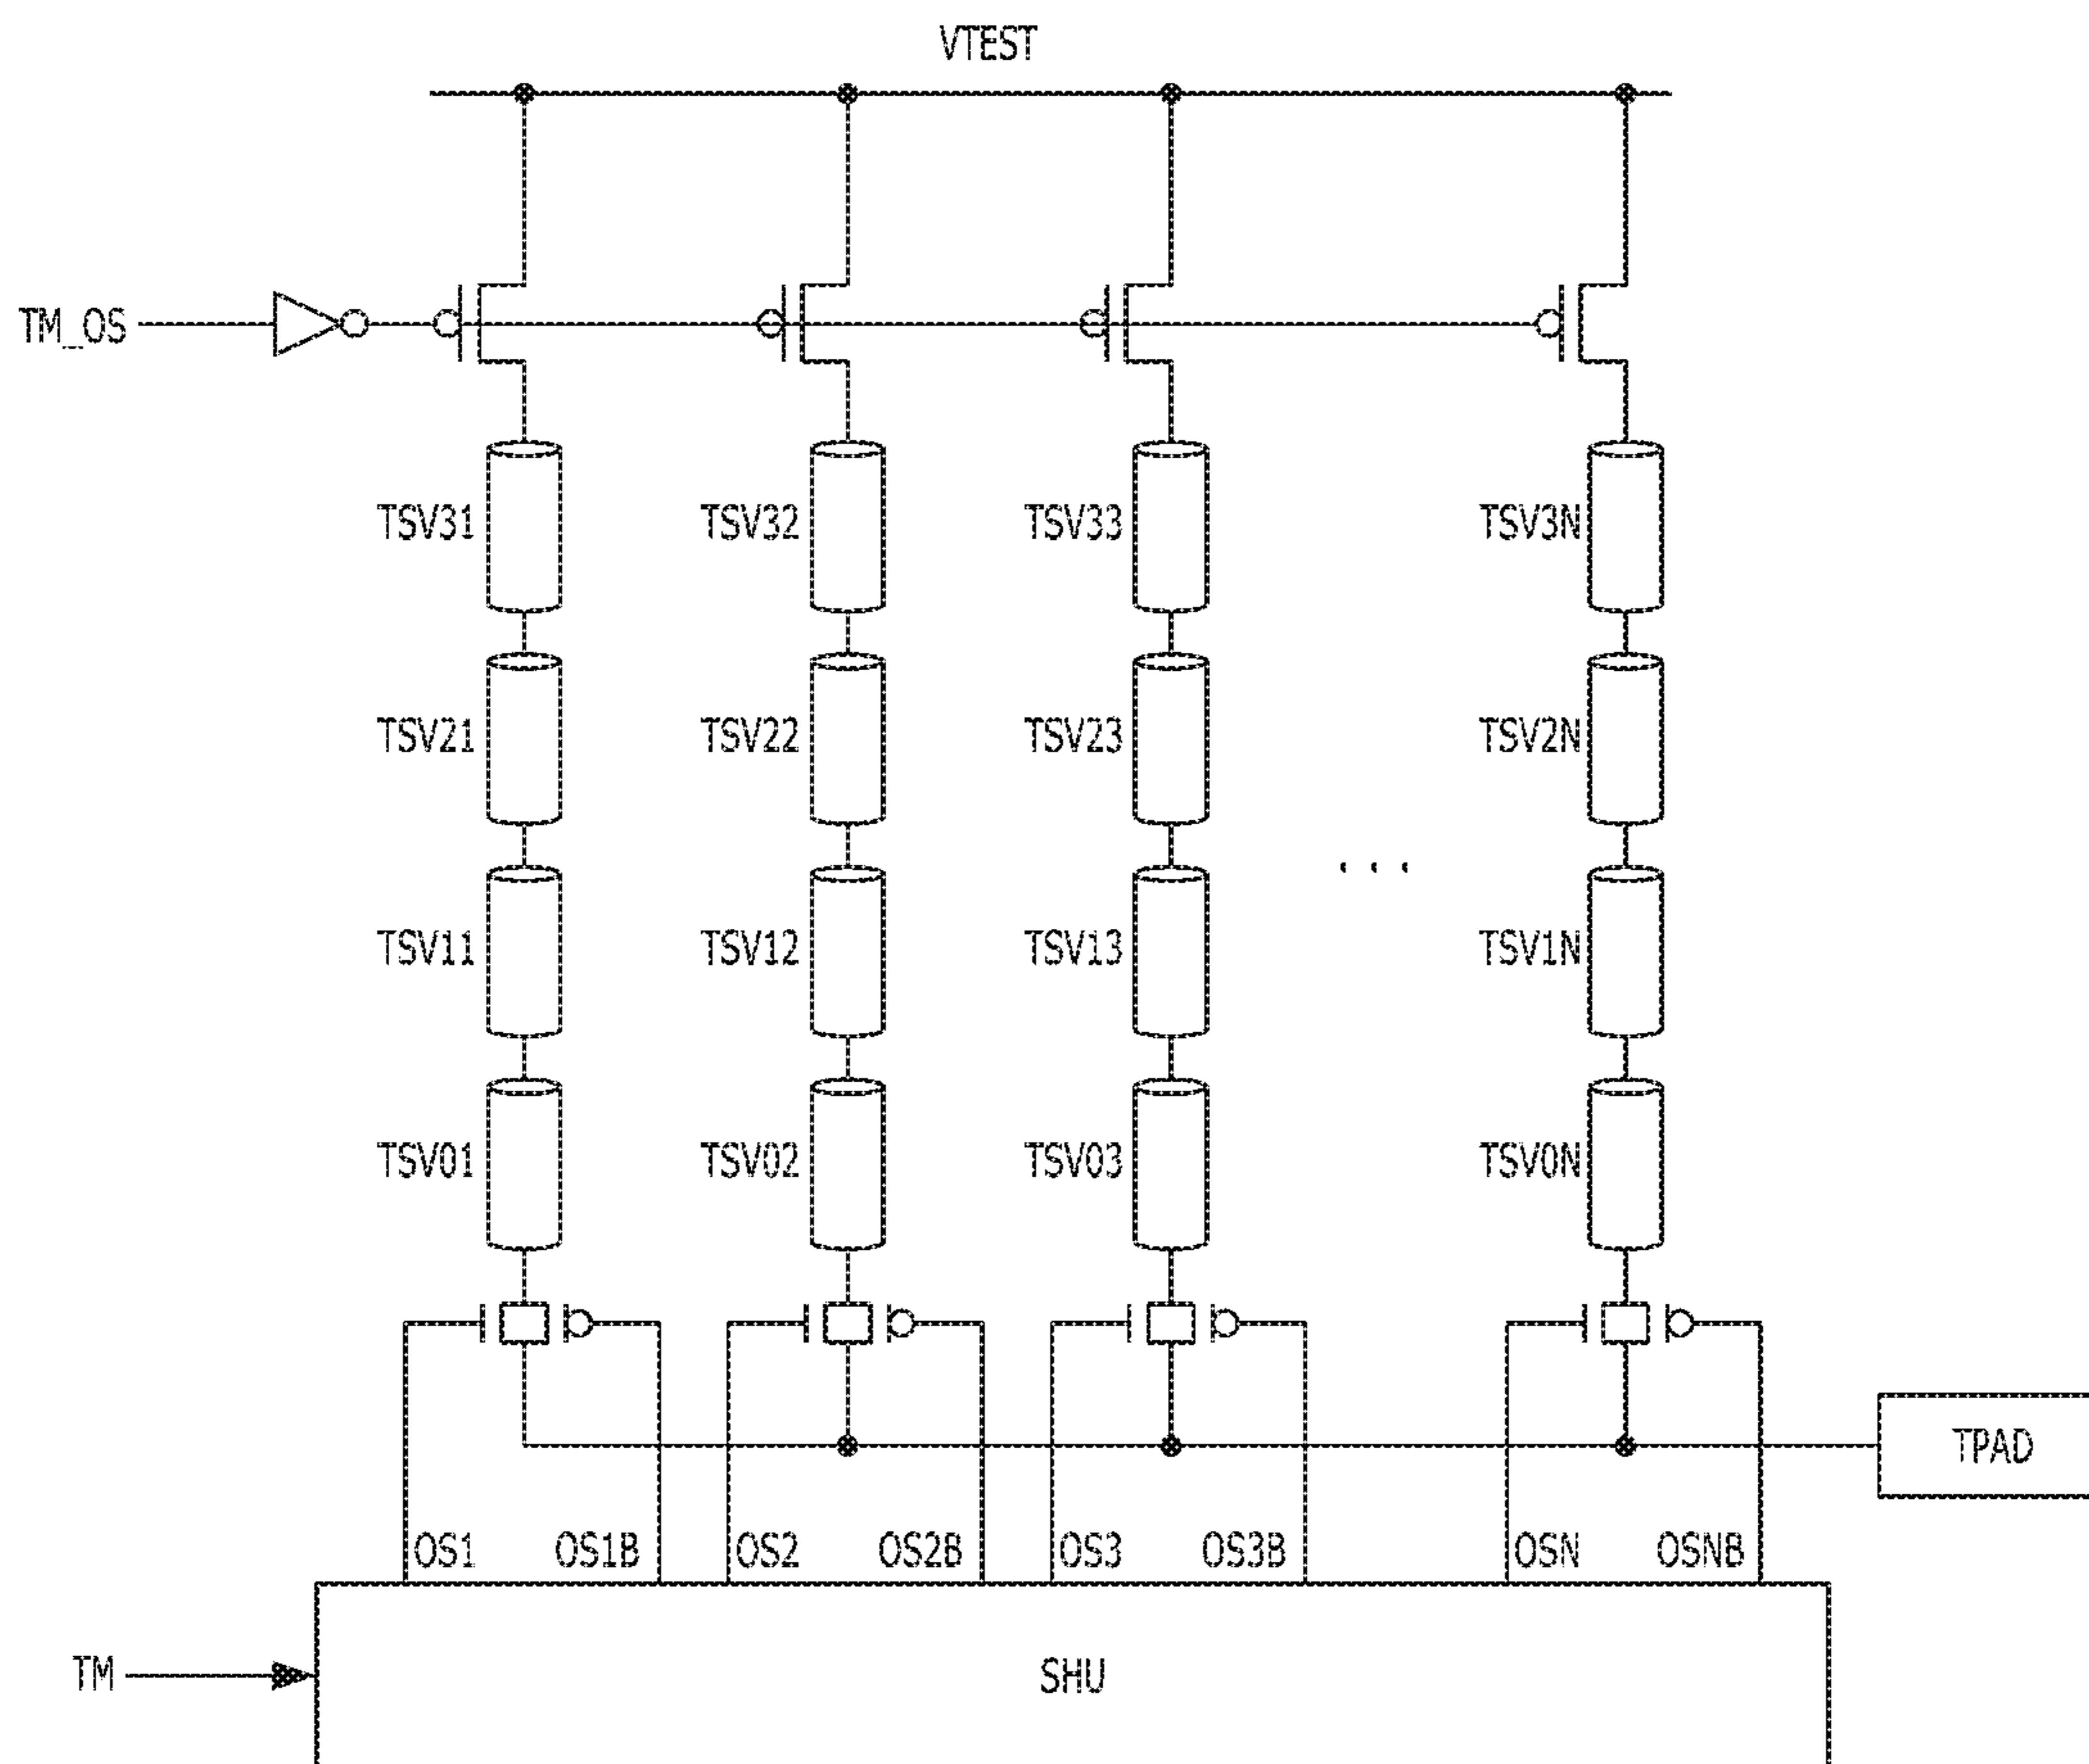 VTEST
TM_OS
TSV31 TSV32 TSV33 TSV3N
TSV21 TSV22 TSV23 TSV2N
. . .
TSV11 TSV12 TSV13 TSV1N
TSV01 TSV02 TSV03 TSV0N
TPAD
OS1 OS1B OS2 OS2B OS3 OS3B OSN OSNB
TM SHU